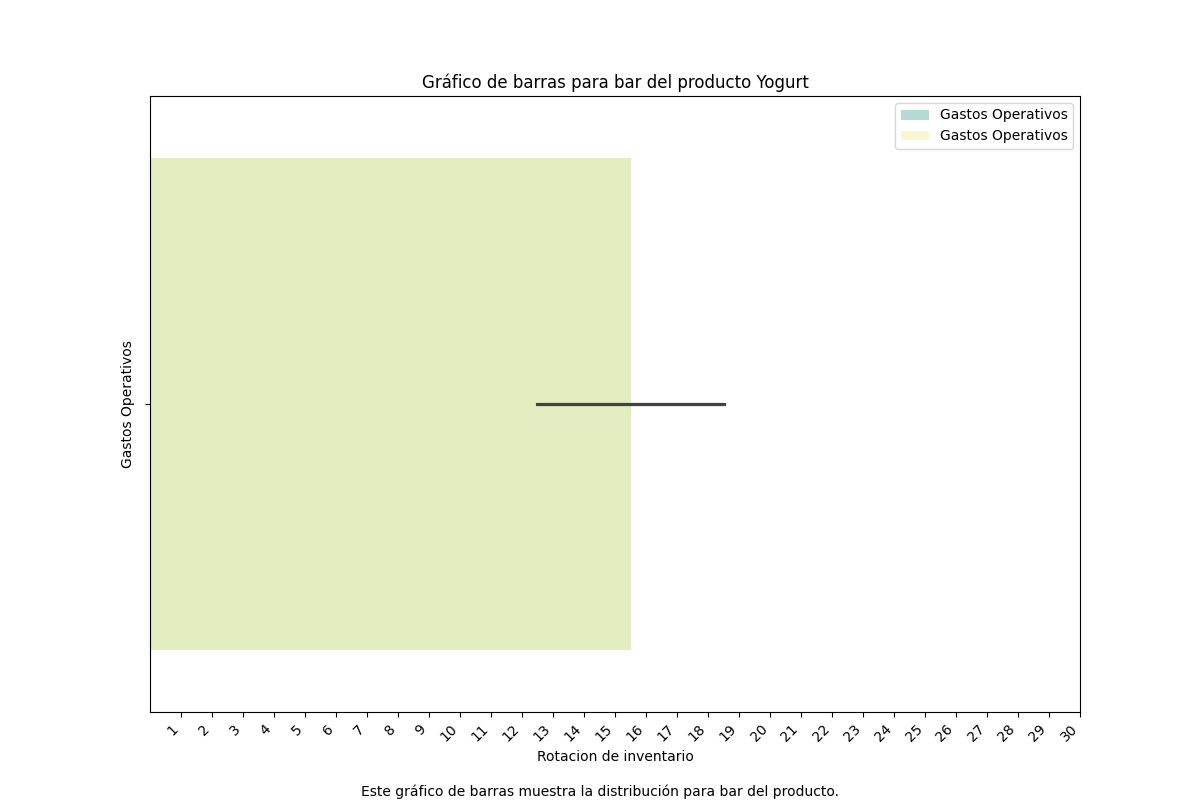 Gráfico de barras para bar del producto Yogurt
Gastos Operativos
Gastos Operativos
Gastos Operativos
1 2 3 4 5 6 7 8 9 10 11 12 13 14 15 16 17 18 19 20 21 22 23 24 25 26 27 28 29 30
Rotacion de inventario
Este gráfico de barras muestra la distribución para bar del producto.